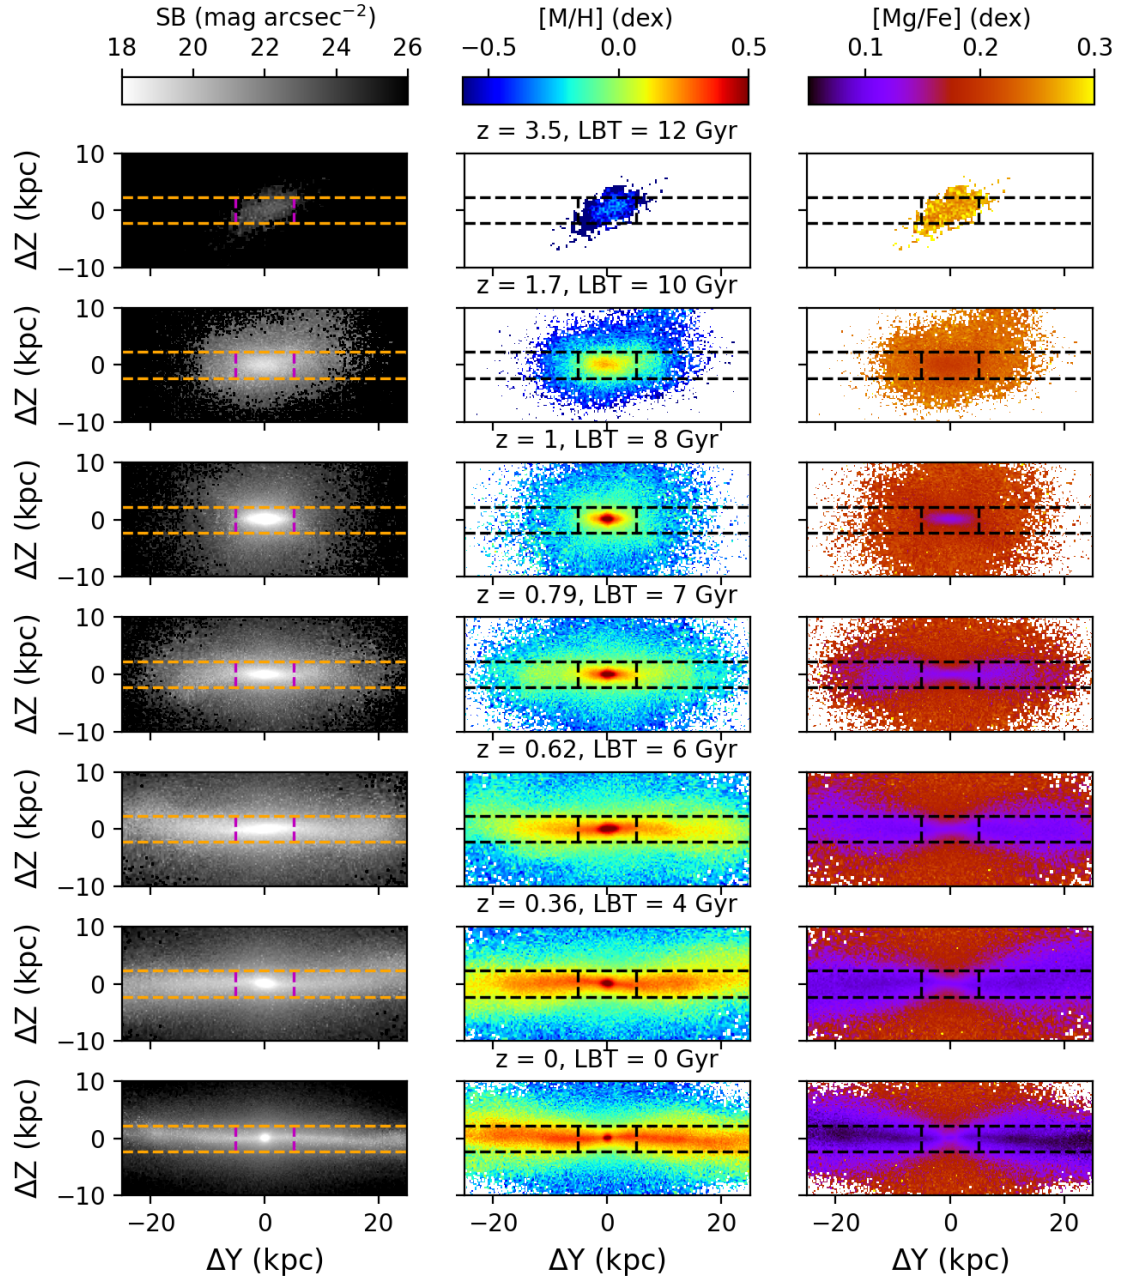 SB (mag arcsec⁻²) [M/H] (dex) [Mg/Fe] (dex)
18 20 22 24 26 −0.5 0.0 0.5 0.1 0.2 0.3
z = 3.5, LBT = 12 Gyr
10
0
−10
ΔZ (kpc)
z = 1.7, LBT = 10 Gyr
10
0
−10
ΔZ (kpc)
z = 1, LBT = 8 Gyr
10
0
−10
ΔZ (kpc)
z = 0.79, LBT = 7 Gyr
10
0
−10
ΔZ (kpc)
z = 0.62, LBT = 6 Gyr
10
0
−10
ΔZ (kpc)
z = 0.36, LBT = 4 Gyr
10
0
−10
ΔZ (kpc)
z = 0, LBT = 0 Gyr
10
0
−10
ΔZ (kpc)
−20 0 20 −20 0 20 −20 0 20
ΔY (kpc) ΔY (kpc) ΔY (kpc)